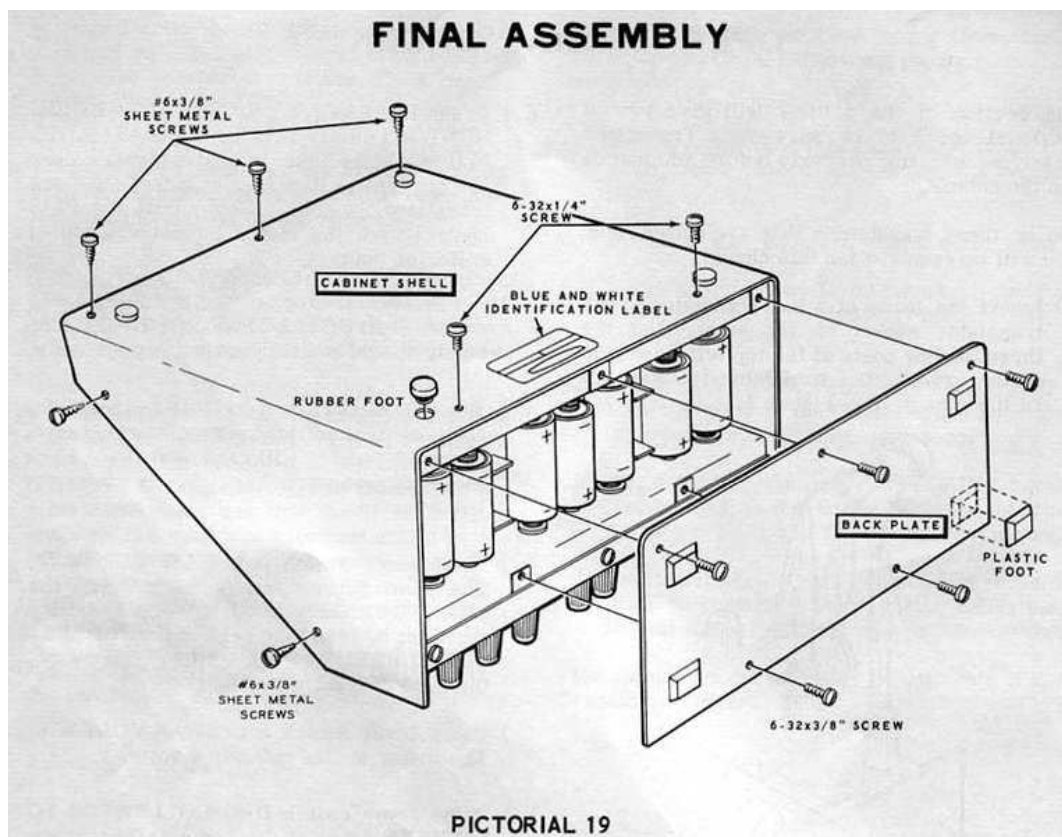 FINAL ASSEMBLY
#6x3/8"
SHEET METAL
SCREWS
6-32x1/4"
SCREW
CABINET SHELL
BLUE AND WHITE
IDENTIFICATION LABEL
RUBBER FOOT
BACK PLATE
PLASTIC
FOOT
#6x3/8"
SHEET METAL
SCREWS
6-32x3/8" SCREW
PICTORIAL 19